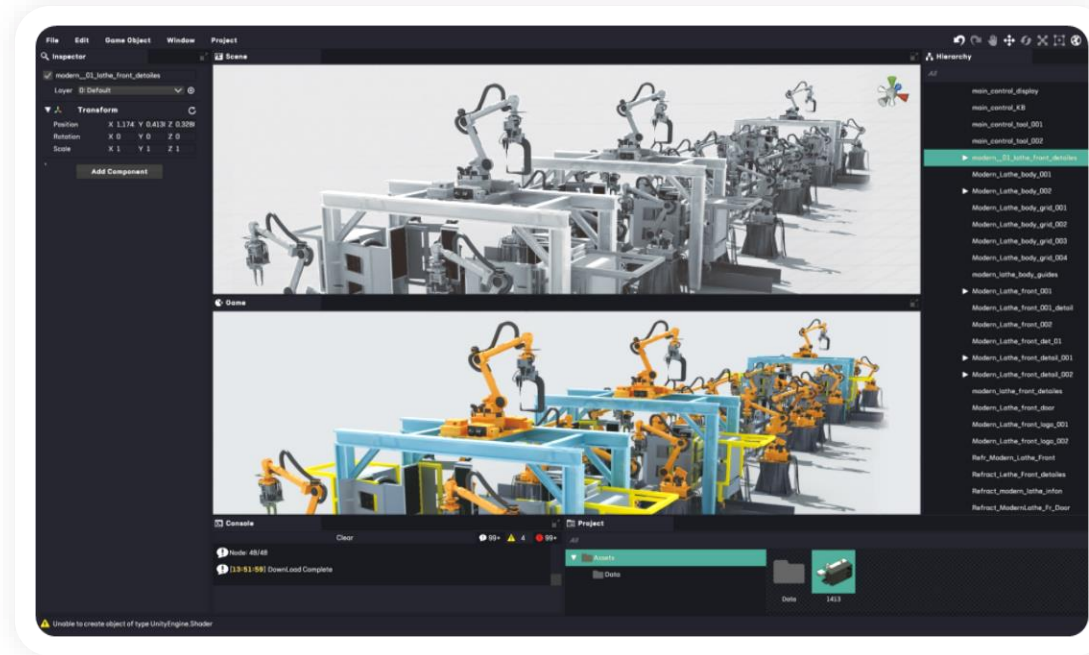 File Edit Game Object Window Project
Inspector
modern__01_lathe_front_detailes
Layer 0: Default
Transform
Position X 1,174 Y 0,413 Z 0,328
Rotation X 0 Y 0 Z 0
Scale X 1 Y 1 Z 1
Add Component
Scene
Game
Console
Clear 99+ 4 99+
Node: 48/48
[13:51:59] DownLoad Complete
Project
All
Assets
Data
Data 1413
Hierarchy
All
main_control_display
main_control_KB
main_control_tool_001
main_control_tool_002
modern__01_lathe_front_detailes
Modern_Lathe_body_001
Modern_Lathe_body_002
Modern_Lathe_body_grid_001
Modern_Lathe_body_grid_002
Modern_Lathe_body_grid_003
Modern_Lathe_body_grid_004
modern_lathe_body_guides
Modern_Lathe_front_001
Modern_Lathe_front_001_detail
Modern_Lathe_front_002
Modern_Lathe_front_det_01
Modern_Lathe_front_detail_001
Modern_Lathe_front_detail_002
modern_lathe_front_detailes
Modern_Lathe_front_door
Modern_Lathe_front_logo_001
Modern_Lathe_front_logo_002
Refr_Modern_Lathe_Front
Refract_Lethe_Front_detailes
Refract_modern_lathe_infon
Refract_ModernLathe_Fr_Door
Unable to create object of type UnityEngine.Shader